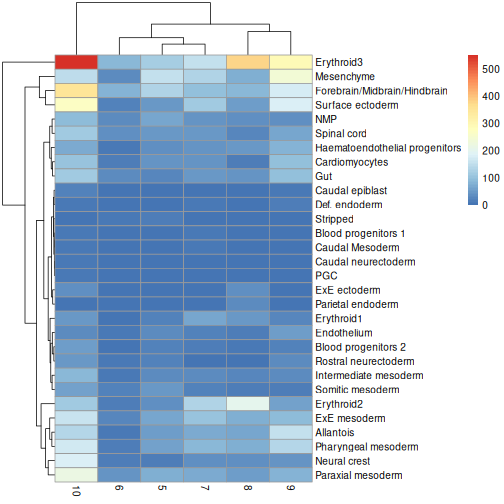 Erythroid3
Mesenchyme
Forebrain/Midbrain/Hindbrain
Surface ectoderm
NMP
Spinal cord
Haematoendothelial progenitors
Cardiomyocytes
Gut
Caudal epiblast
Def. endoderm
Stripped
Blood progenitors 1
Caudal Mesoderm
Caudal neurectoderm
PGC
ExE ectoderm
Parietal endoderm
Erythroid1
Endothelium
Blood progenitors 2
Rostral neurectoderm
Intermediate mesoderm
Somitic mesoderm
Erythroid2
ExE mesoderm
Allantois
Pharyngeal mesoderm
Neural crest
Paraxial mesoderm
10 6 5 7 8 9
500
400
300
200
100
0